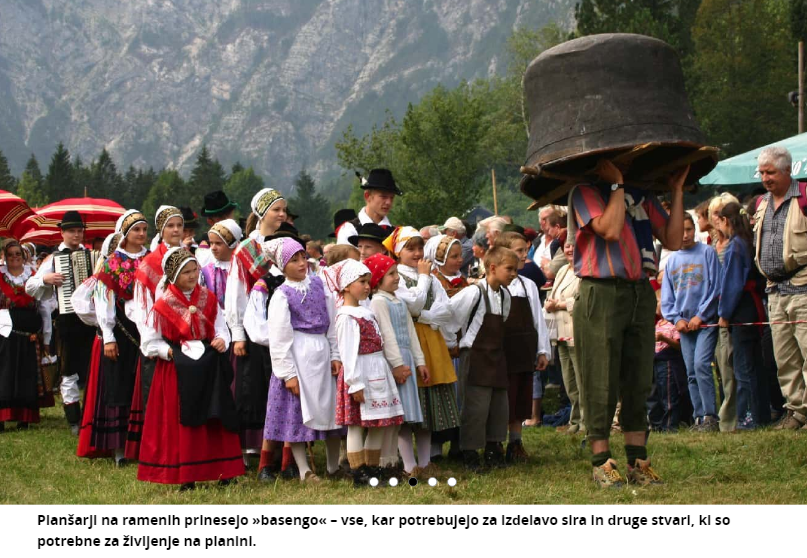 Planšarji na ramenih prinesejo »basengo« – vse, kar potrebujejo za izdelavo sira in druge stvari, ki so
potrebne za življenje na planini.